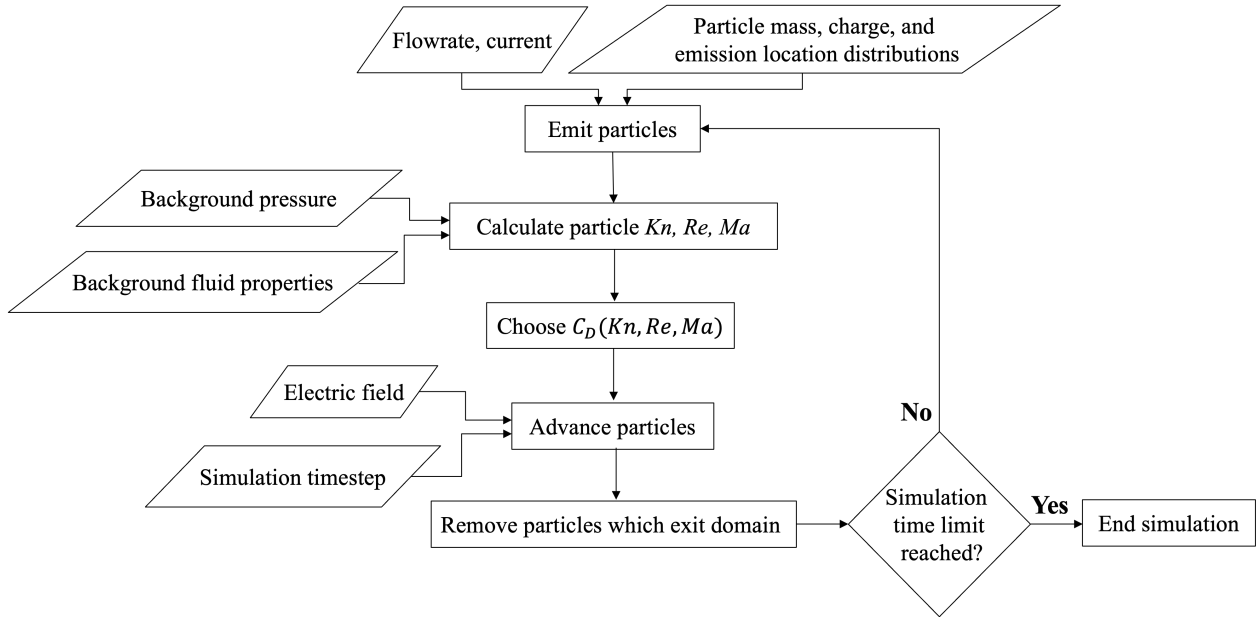 Flowrate, current
Particle mass, charge, and
emission location distributions
Emit particles
Background pressure
Calculate particle Kn, Re, Ma
Background fluid properties
Choose C_D(Kn, Re, Ma)
Electric field
Advance particles
Simulation timestep
Remove particles which exit domain
No
Simulation
time limit
reached?
Yes
End simulation